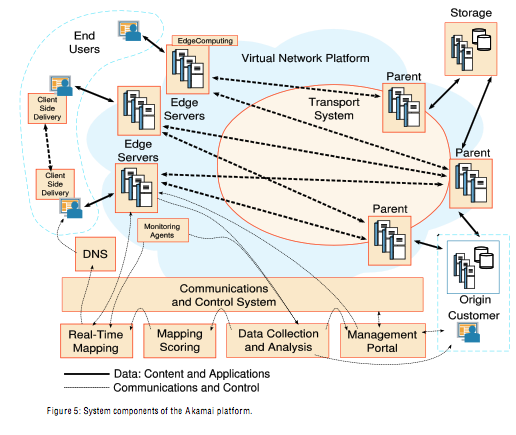 Storage
End
Users
EdgeComputing
Virtual Network Platform
Parent
Client
Side
Delivery
Edge
Servers
Transport
System
Edge
Servers
Parent
Client
Side
Delivery
Parent
Monitoring
Agents
DNS
Communications
and Control System
Origin
Customer
Real-Time
Mapping
Mapping
Scoring
Data Collection
and Analysis
Management
Portal
Data: Content and Applications
Communications and Control
Figure 5: System components of the Akamai platform.